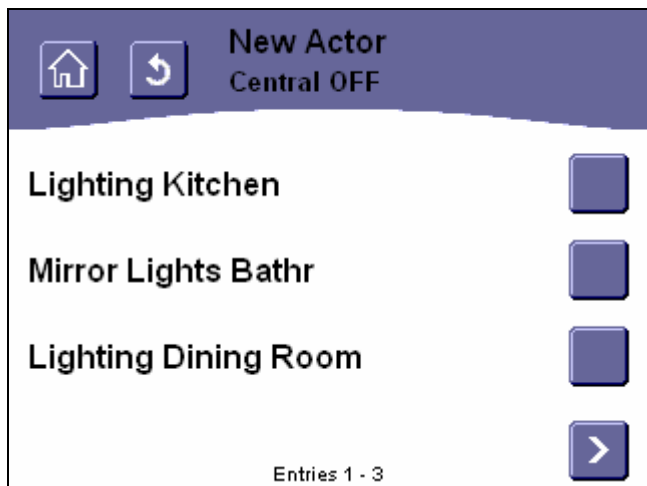 New Actor
Central OFF
Lighting Kitchen
Mirror Lights Bathr
Lighting Dining Room
Entries 1 - 3